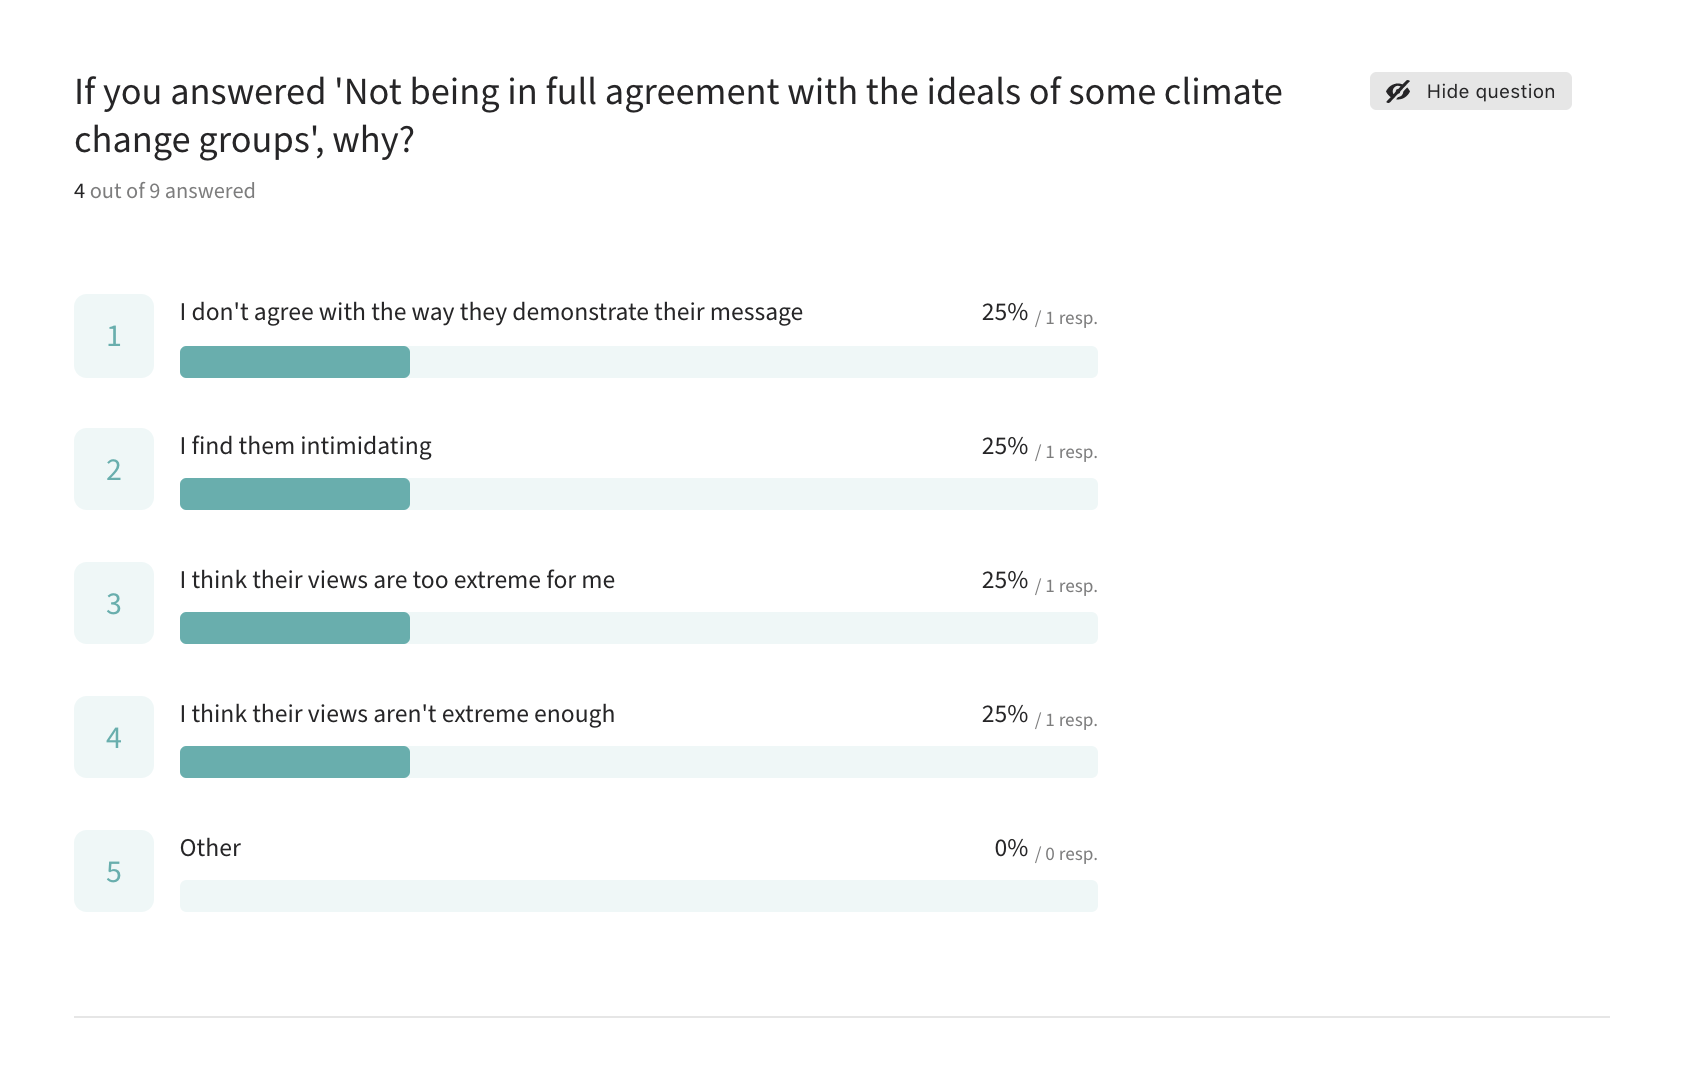 If you answered 'Not being in full agreement with the ideals of some climate
change groups', why?
Hide question
4 out of 9 answered
1
I don't agree with the way they demonstrate their message
25% / 1 resp.
2
I find them intimidating
25% / 1 resp.
3
I think their views are too extreme for me
25% / 1 resp.
4
I think their views aren't extreme enough
25% / 1 resp.
5
Other
0% / 0 resp.